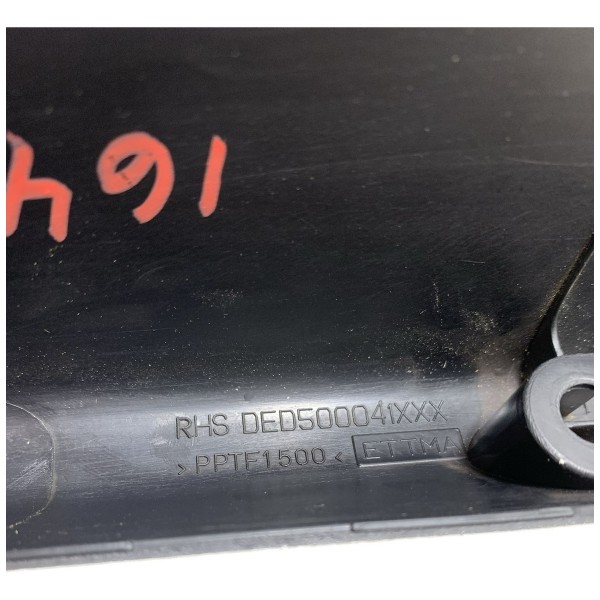 RHS DED500041XXX
>PPTF1500< ETTMA